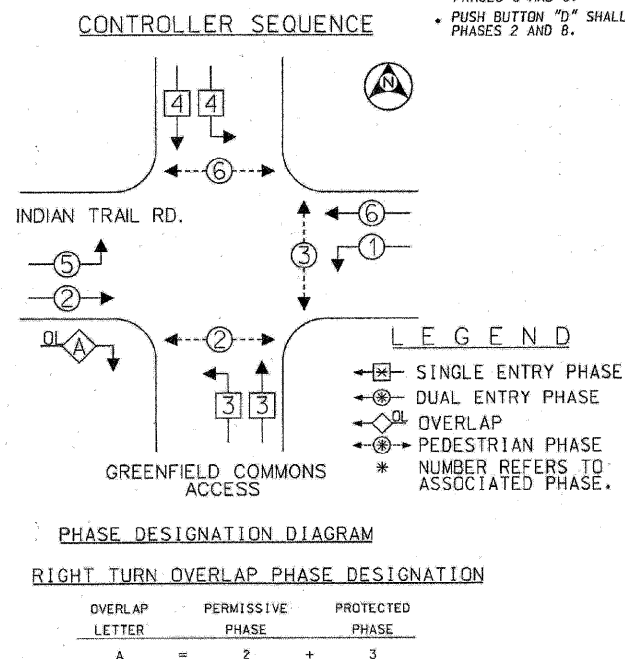 PHASES 6 AND 8.
• PUSH BUTTON "D" SHALL
PHASES 2 AND 8.
CONTROLLER SEQUENCE
4 4
N
6
INDIAN TRAIL RD.
6
5
3
1
2
OL
A
2
3 3
GREENFIELD COMMONS
ACCESS
LEGEND
* SINGLE ENTRY PHASE
* DUAL ENTRY PHASE
OL OVERLAP
* PEDESTRIAN PHASE
* NUMBER REFERS TO
ASSOCIATED PHASE.
PHASE DESIGNATION DIAGRAM
RIGHT TURN OVERLAP PHASE DESIGNATION
OVERLAP PERMISSIVE PROTECTED
LETTER PHASE PHASE
A = 2 + 3